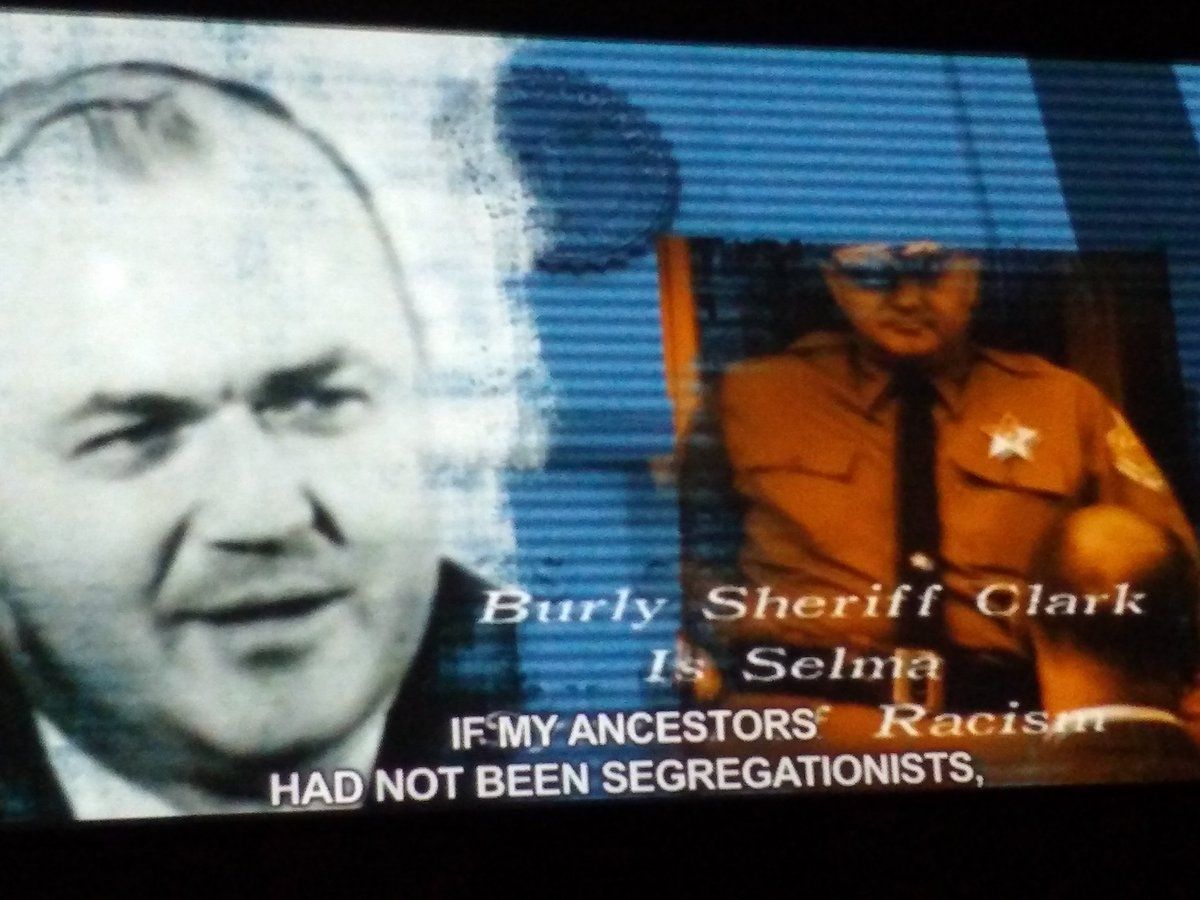 Burly Sheriff Clark
Is Selma
Racism
IF MY ANCESTORS
HAD NOT BEEN SEGREGATIONISTS,